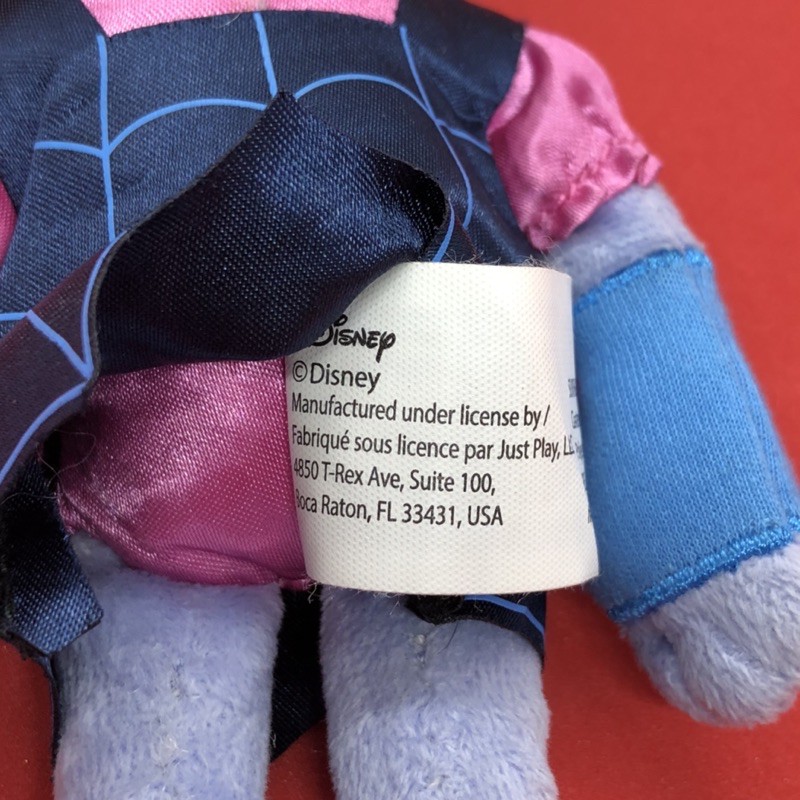 Disney
©Disney
Manufactured under license by/
Fabriqué sous licence par Just Play, LLC.
4850 T-Rex Ave, Suite 100,
Boca Raton, FL 33431, USA